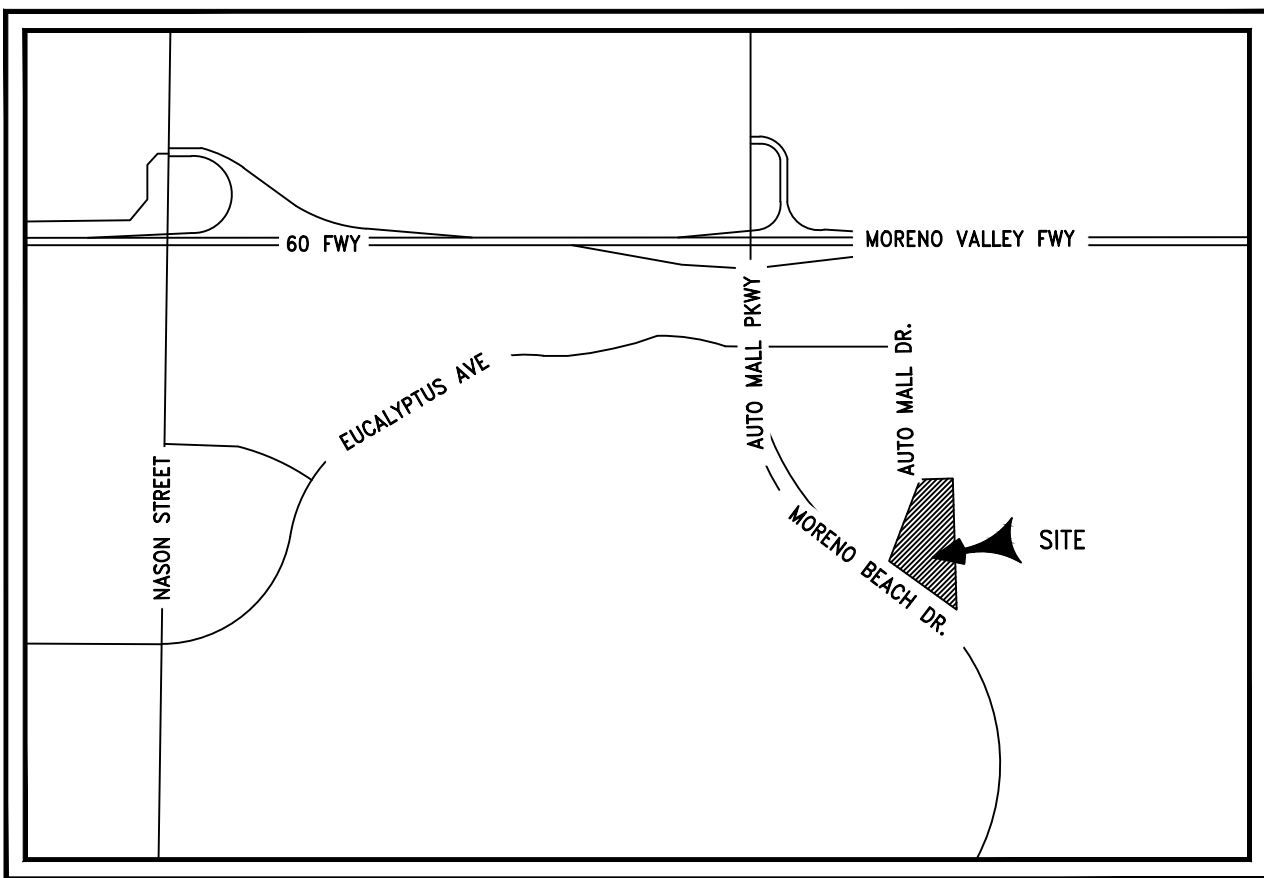 60 FWY
MORENO VALLEY FWY
AUTO MALL PKWY
AUTO MALL DR.
EUCALYPTUS AVE
NASON STREET
MORENO BEACH DR.
SITE